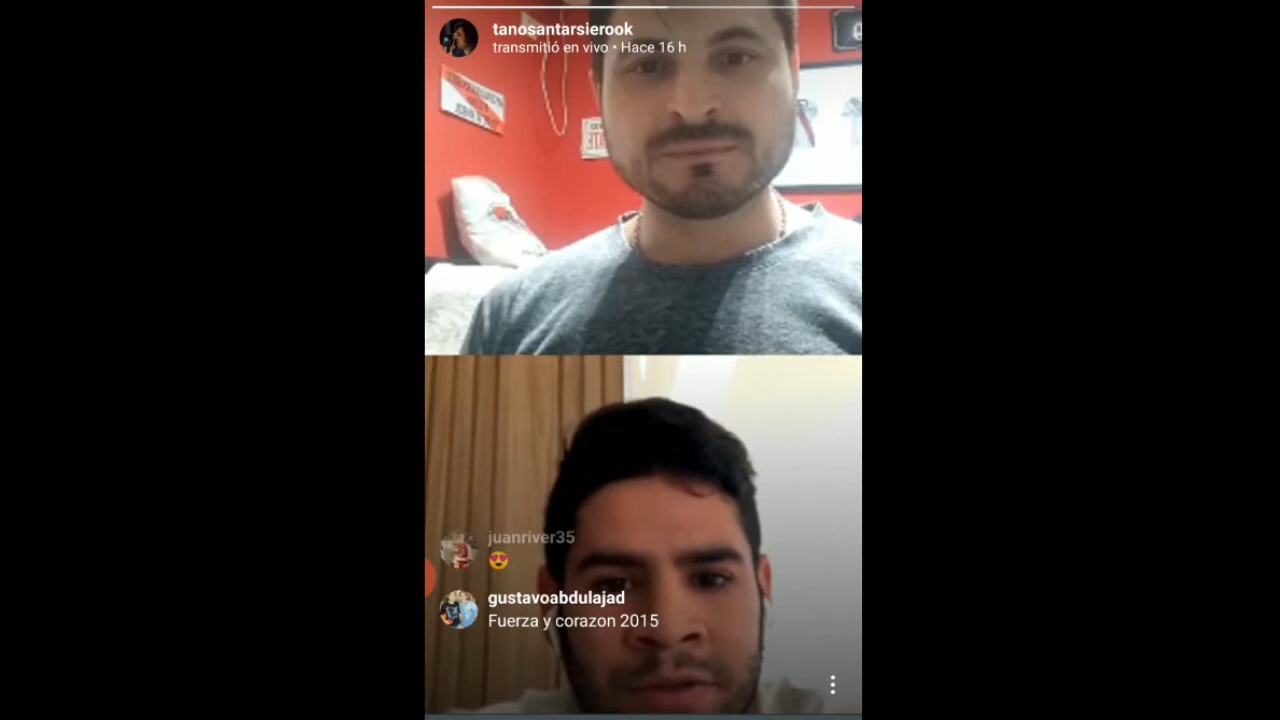 tanosantarsierook
transmitió en vivo • Hace 16 h
juanriver35
gustavoabdulajad
Fuerza y corazon 2015